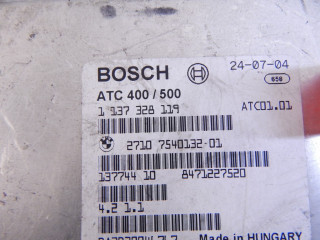 BOSCH 24-07-04
ATC 400 / 500 658
1 137 328 119 ATC01.01
2710 7540132-01
137744 10 8471227520
4.2 1.1
Made in HUNGARY